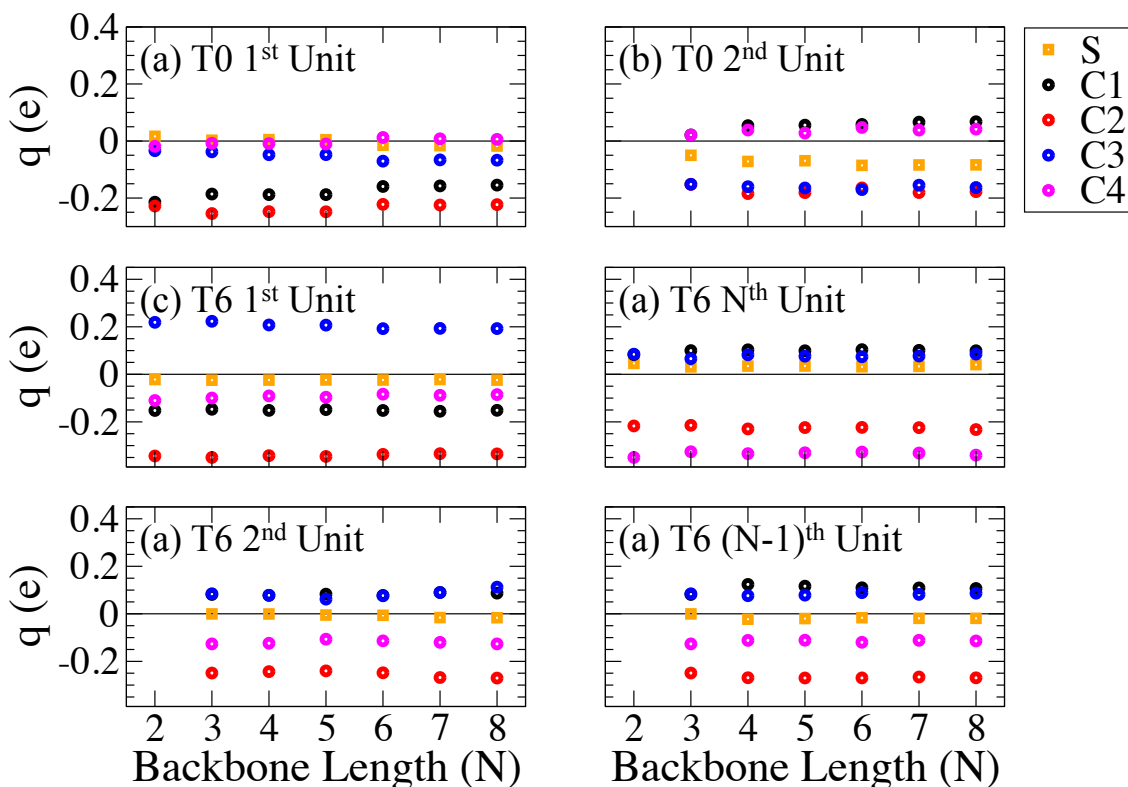 0.4
0.2
0
-0.2
q (e)
(a) T0 1st Unit
(b) T0 2nd Unit
S
C1
C2
C3
C4
0.4
0.2
0
-0.2
q (e)
(c) T6 1st Unit
(a) T6 Nth Unit
0.4
0.2
0
-0.2
q (e)
(a) T6 2nd Unit
(a) T6 (N-1)th Unit
2 3 4 5 6 7 8
2 3 4 5 6 7 8
Backbone Length (N)
Backbone Length (N)